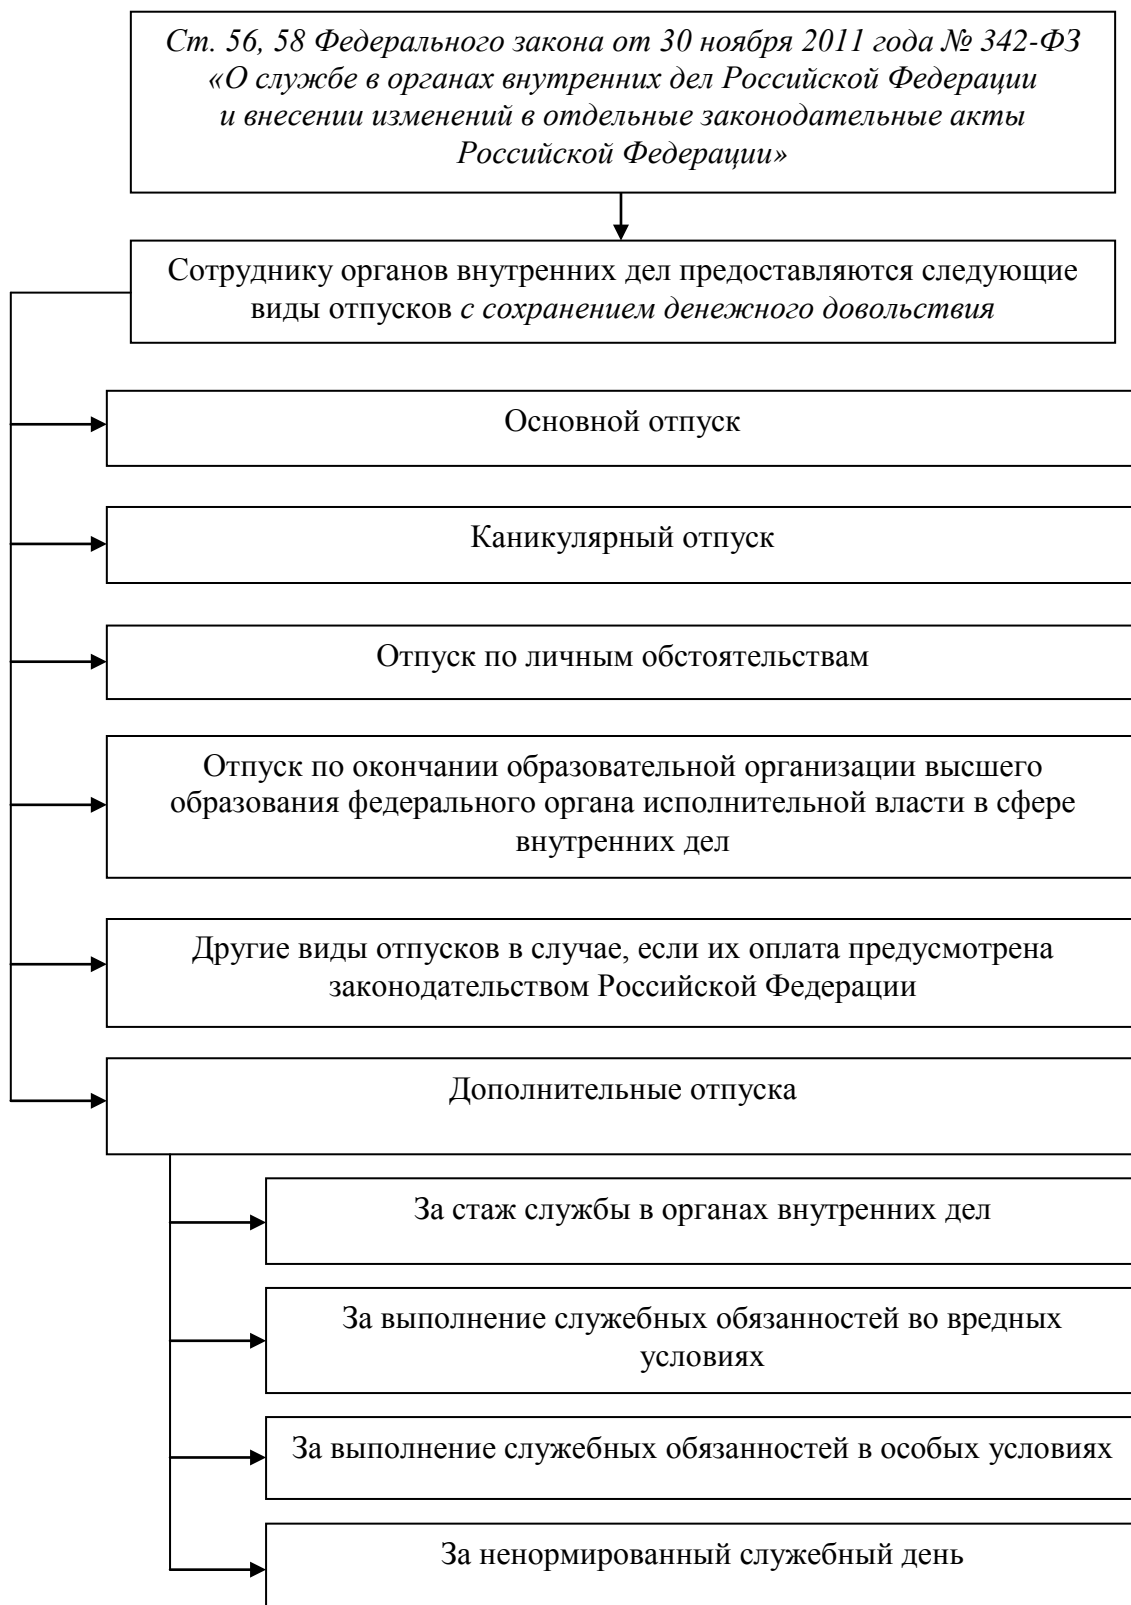 Ст. 56, 58 Федерального закона от 30 ноября 2011 года № 342-ФЗ
«О службе в органах внутренних дел Российской Федерации
и внесении изменений в отдельные законодательные акты
Российской Федерации»
Сотруднику органов внутренних дел предоставляются следующие
виды отпусков с сохранением денежного довольствия
Основной отпуск
Каникулярный отпуск
Отпуск по личным обстоятельствам
Отпуск по окончании образовательной организации высшего
образования федерального органа исполнительной власти в сфере
внутренних дел
Другие виды отпусков в случае, если их оплата предусмотрена
законодательством Российской Федерации
Дополнительные отпуска
За стаж службы в органах внутренних дел
За выполнение служебных обязанностей во вредных
условиях
За выполнение служебных обязанностей в особых условиях
За ненормированный служебный день